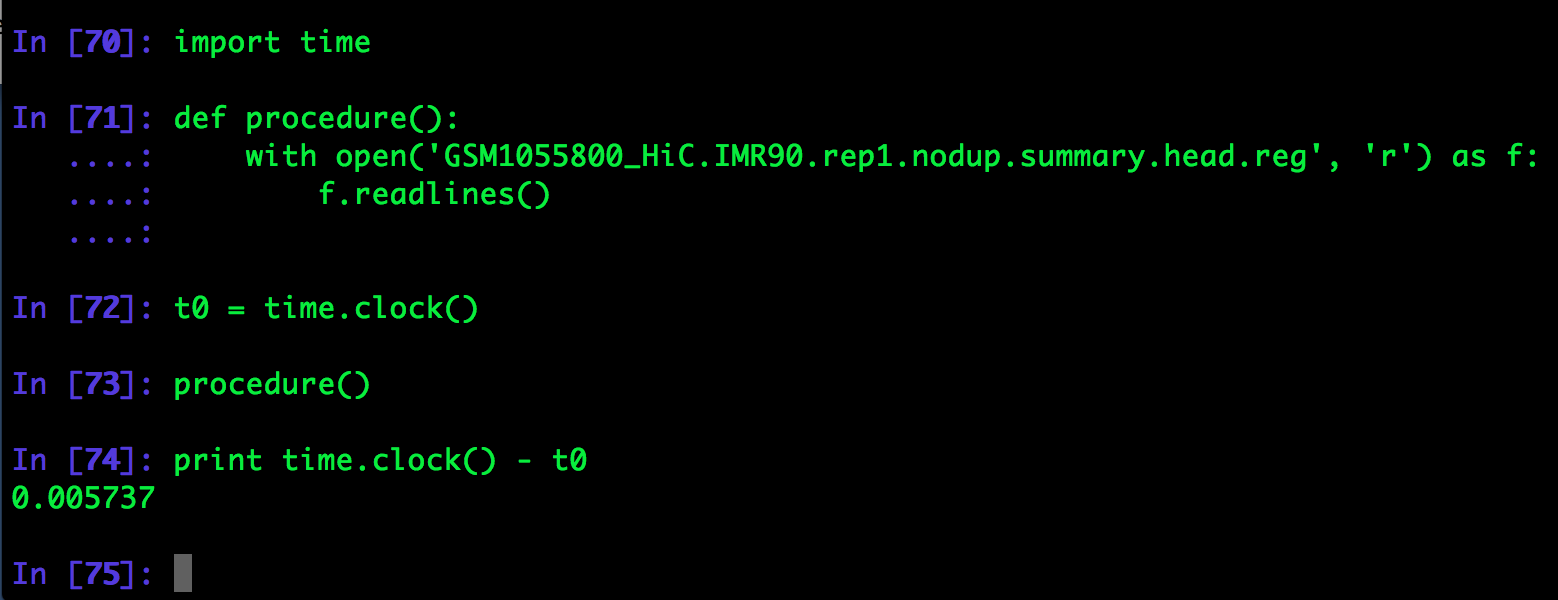 In [70]: import time
In [71]: def procedure():
   ....:     with open('GSM1055800_HiC.IMR90.rep1.nodup.summary.head.reg', 'r') as f:
   ....:         f.readlines()
   ....:
In [72]: t0 = time.clock()
In [73]: procedure()
In [74]: print time.clock() - t0
0.005737
In [75]: